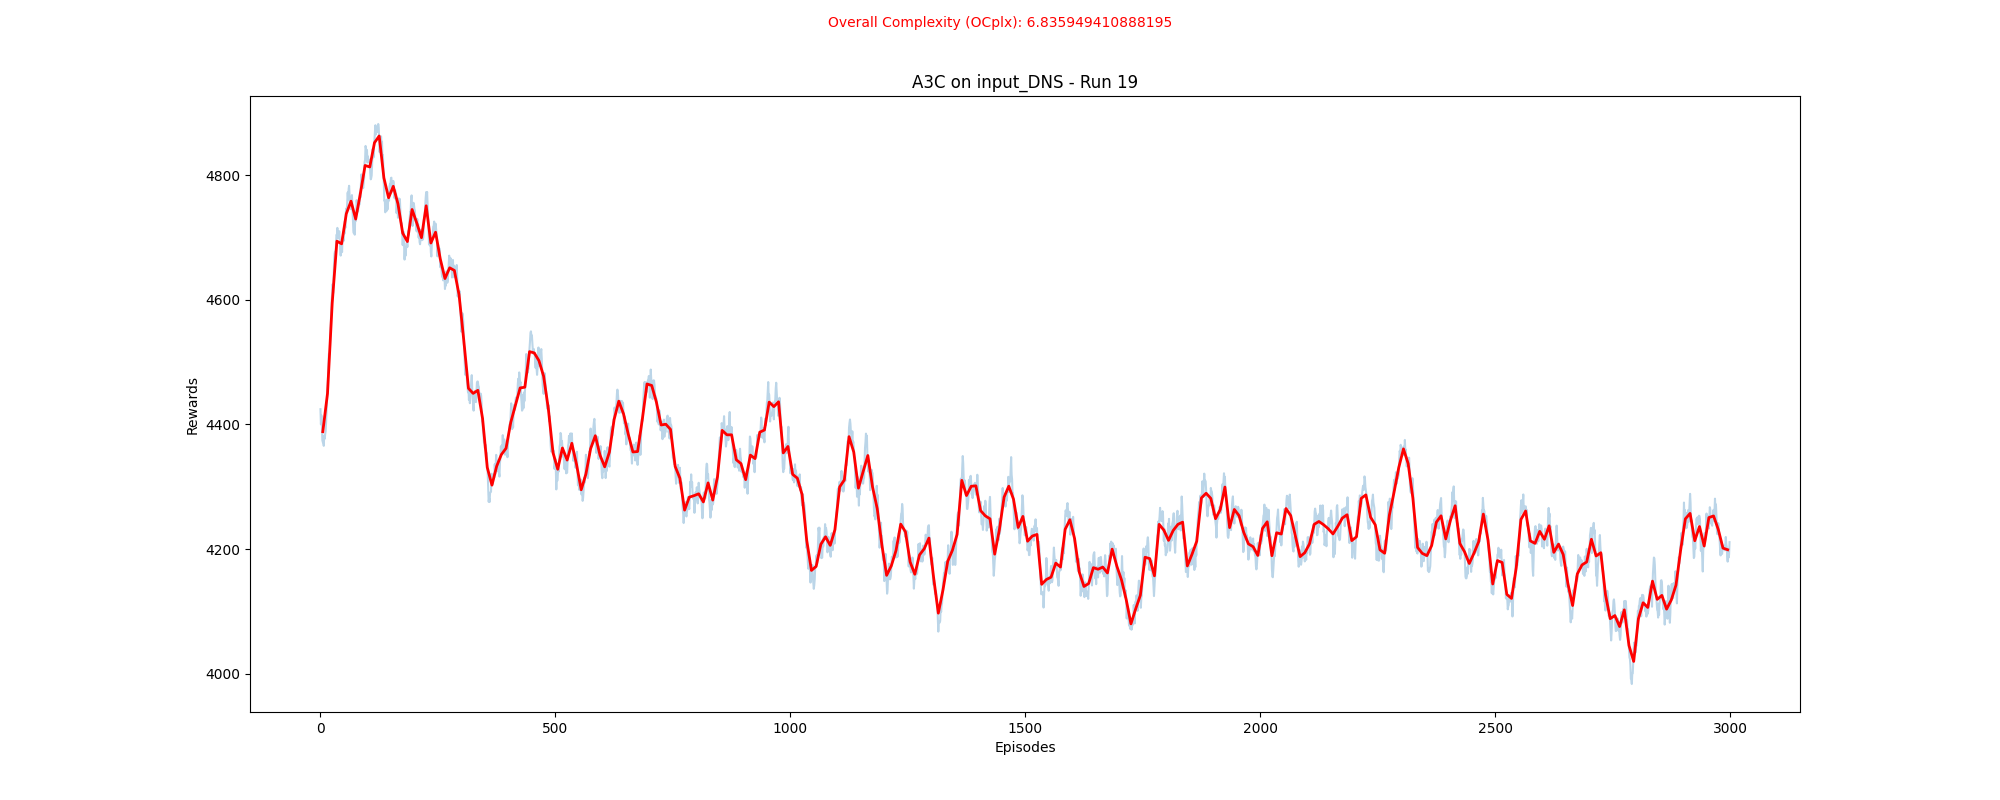 Overall Complexity (OCplx): 6.835949410888195
A3C on input_DNS - Run 19
Rewards
4800
4600
4400
4200
4000
0 500 1000 1500 2000 2500 3000
Episodes